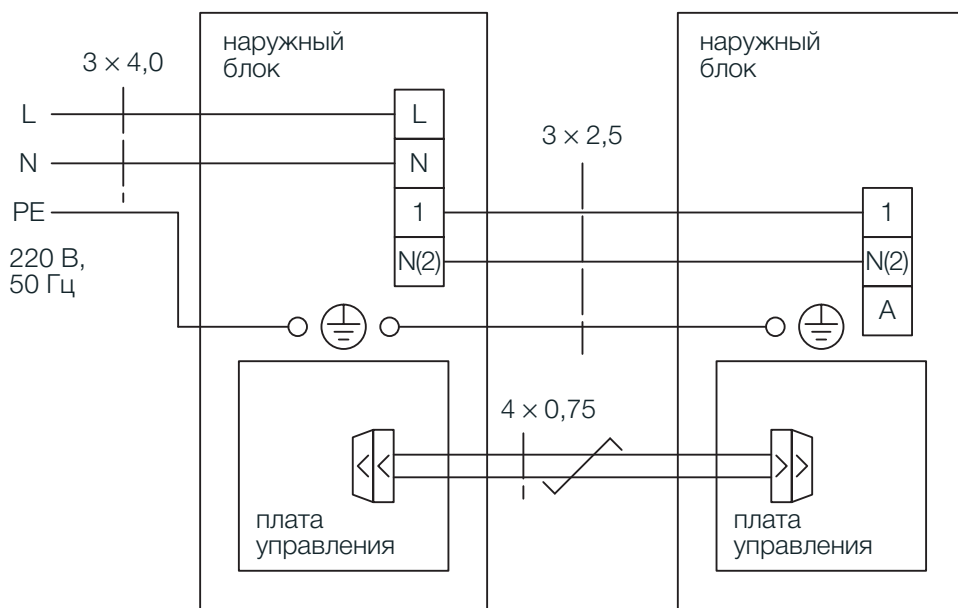 наружный
блок
наружный
блок
3 × 4,0
L
L
3 × 2,5
N
N
PE
1
1
220 В,
50 Гц
N(2)
N(2)
A
4 × 0,75
плата
управления
плата
управления